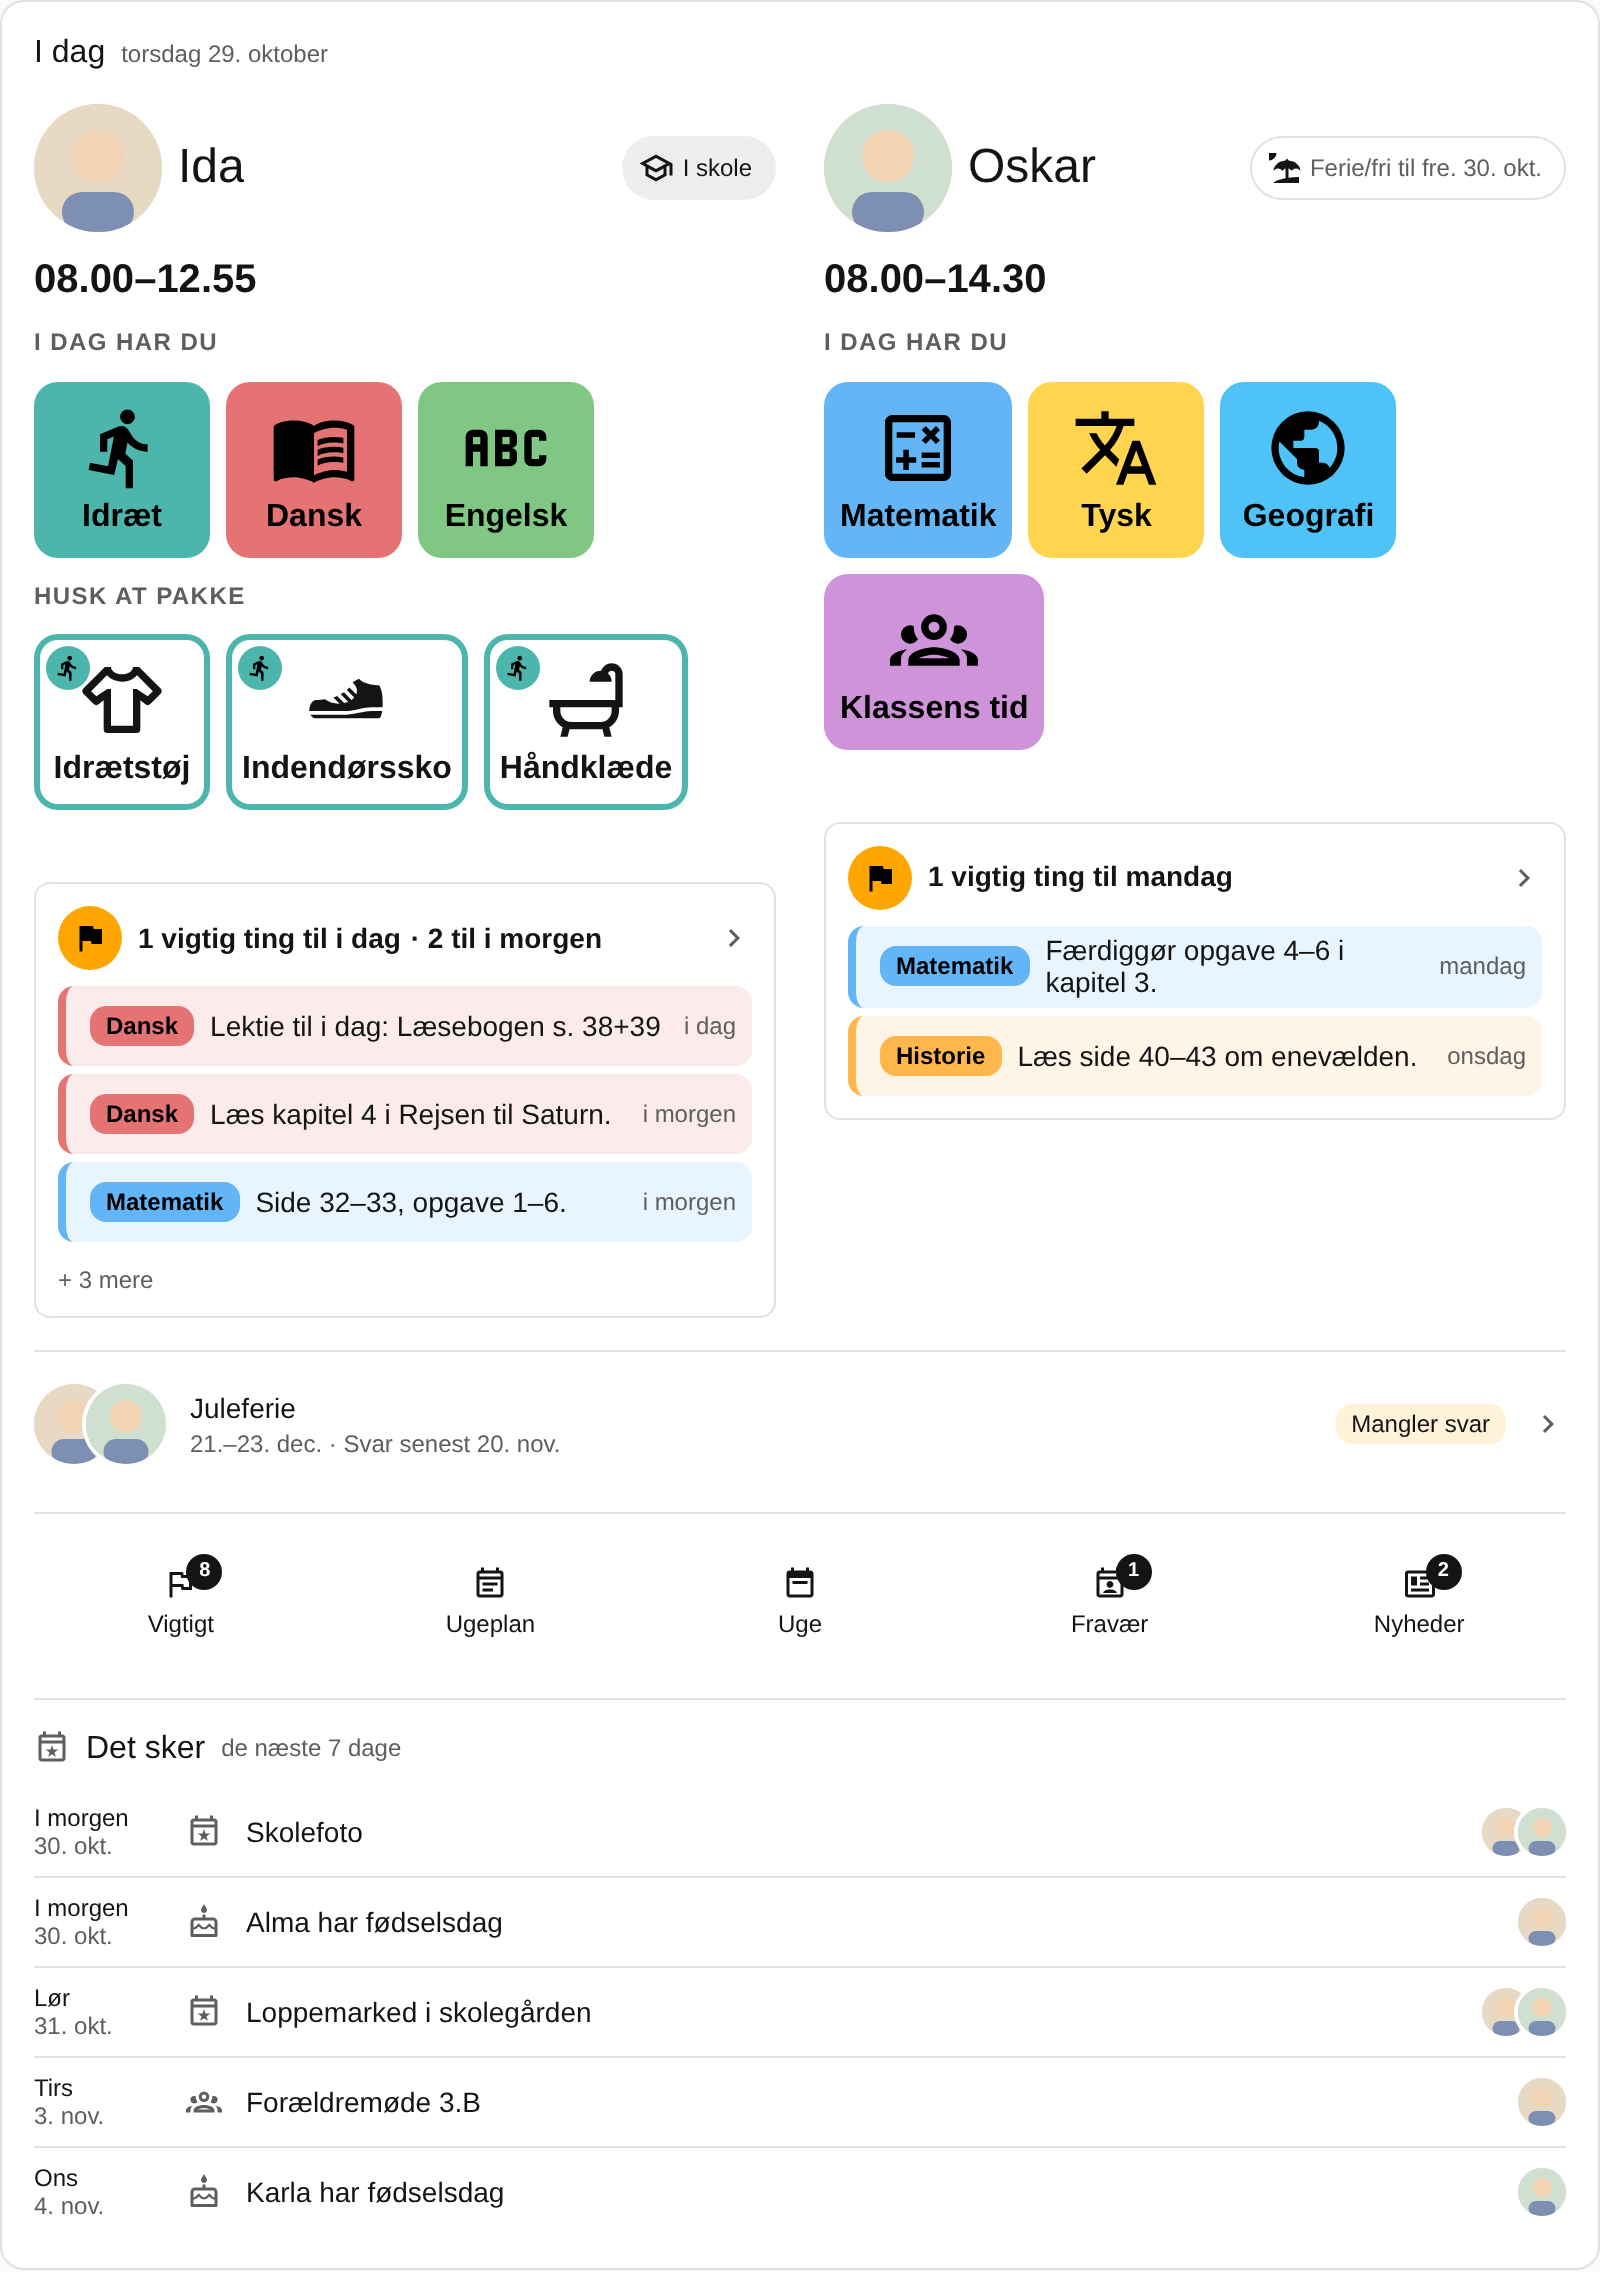 I dag torsdag 29. oktober
Ida
I skole
08.00–12.55
I DAG HAR DU
Idræt
Dansk
ABC
Engelsk
HUSK AT PAKKE
Idrætstøj
Indendørssko
Håndklæde
1 vigtig ting til i dag · 2 til i morgen
Dansk Lektie til i dag: Læsebogen s. 38+39 i dag
Dansk Læs kapitel 4 i Rejsen til Saturn. i morgen
Matematik Side 32–33, opgave 1–6. i morgen
+ 3 mere
Oskar
Ferie/fri til fre. 30. okt.
08.00–14.30
I DAG HAR DU
Matematik
文A
Tysk
Geografi
Klassens tid
1 vigtig ting til mandag
Matematik Færdiggør opgave 4–6 i
kapitel 3. mandag
Historie Læs side 40–43 om enevælden. onsdag
Juleferie
21.–23. dec. · Svar senest 20. nov.
Mangler svar
8
Vigtigt
Ugeplan
Uge
1
Fravær
2
Nyheder
Det sker de næste 7 dage
I morgen
30. okt.
Skolefoto
I morgen
30. okt.
Alma har fødselsdag
Lør
31. okt.
Loppemarked i skolegården
Tirs
3. nov.
Forældremøde 3.B
Ons
4. nov.
Karla har fødselsdag